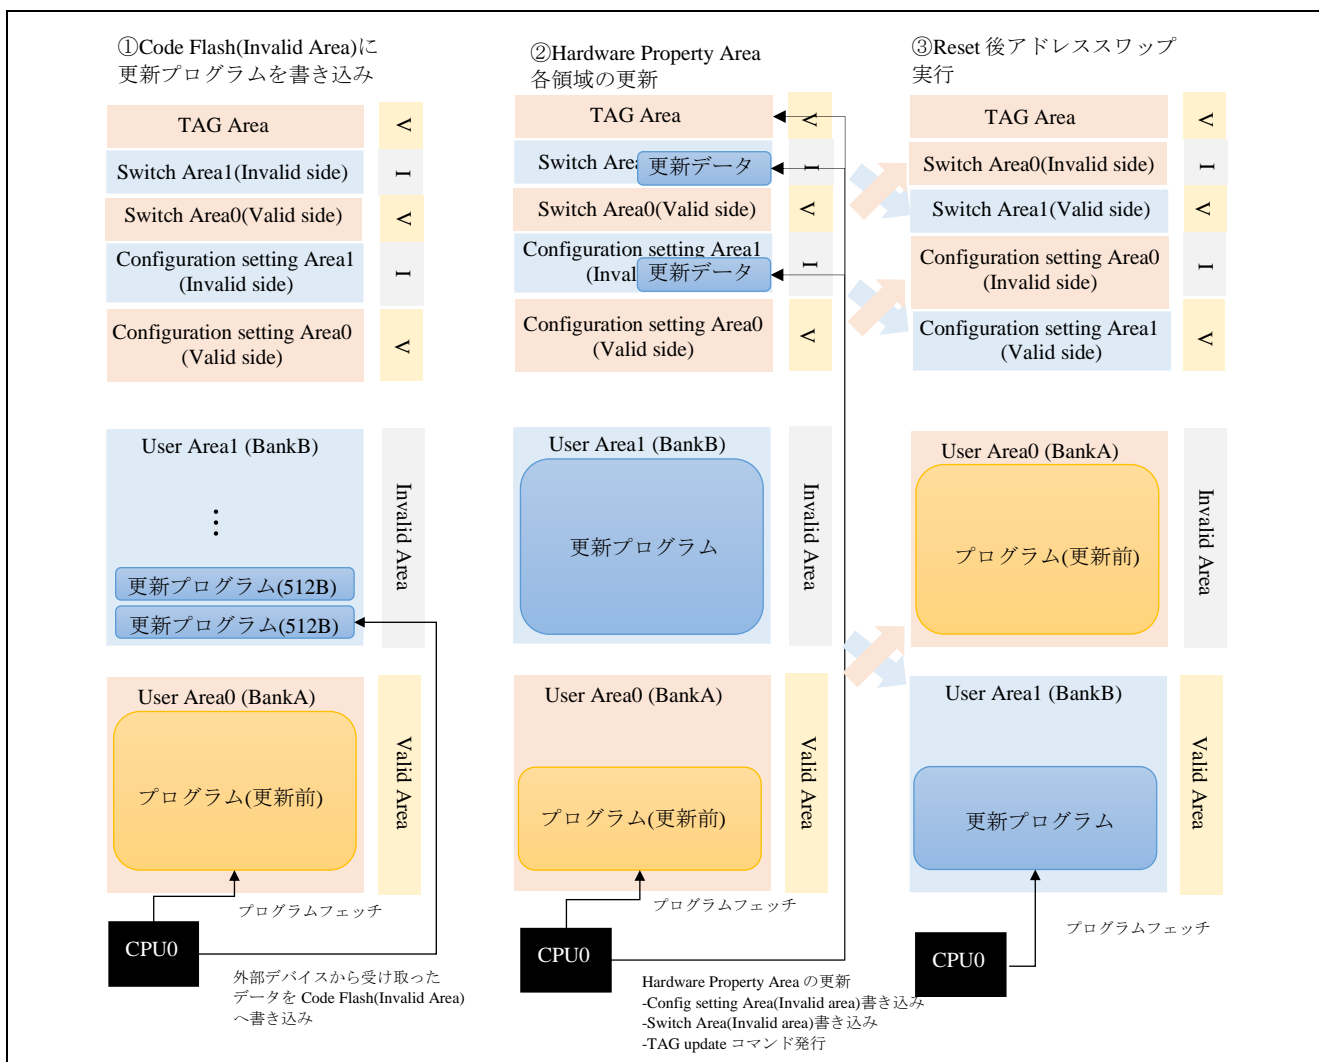 ①Code Flash(Invalid Area)に
更新プログラムを書き込み
TAG Area
V
Switch Area1(Invalid side)
I
Switch Area0(Valid side)
V
Configuration setting Area1
(Invalid side)
I
Configuration setting Area0
(Valid side)
V
User Area1 (BankB)
⋮
更新プログラム(512B)
更新プログラム(512B)
Invalid Area
User Area0 (BankA)
プログラム(更新前)
Valid Area
プログラムフェッチ
CPU0
外部デバイスから受け取った
データを Code Flash(Invalid Area)
へ書き込み
②Hardware Property Area
各領域の更新
TAG Area
V
Switch Area
更新データ
I
Switch Area0(Valid side)
V
Configuration setting Area1
(Invali
更新データ
I
Configuration setting Area0
(Valid side)
V
User Area1 (BankB)
更新プログラム
Invalid Area
User Area0 (BankA)
プログラム(更新前)
Valid Area
プログラムフェッチ
CPU0
Hardware Property Area の更新
-Config setting Area(Invalid area)書き込み
-Switch Area(Invalid area)書き込み
-TAG update コマンド発行
③Reset 後アドレススワップ
実行
TAG Area
V
Switch Area0(Invalid side)
I
Switch Area1(Valid side)
V
Configuration setting Area0
(Invalid side)
I
Configuration setting Area1
(Valid side)
V
User Area0 (BankA)
プログラム(更新前)
Invalid Area
User Area1 (BankB)
更新プログラム
Valid Area
プログラムフェッチ
CPU0